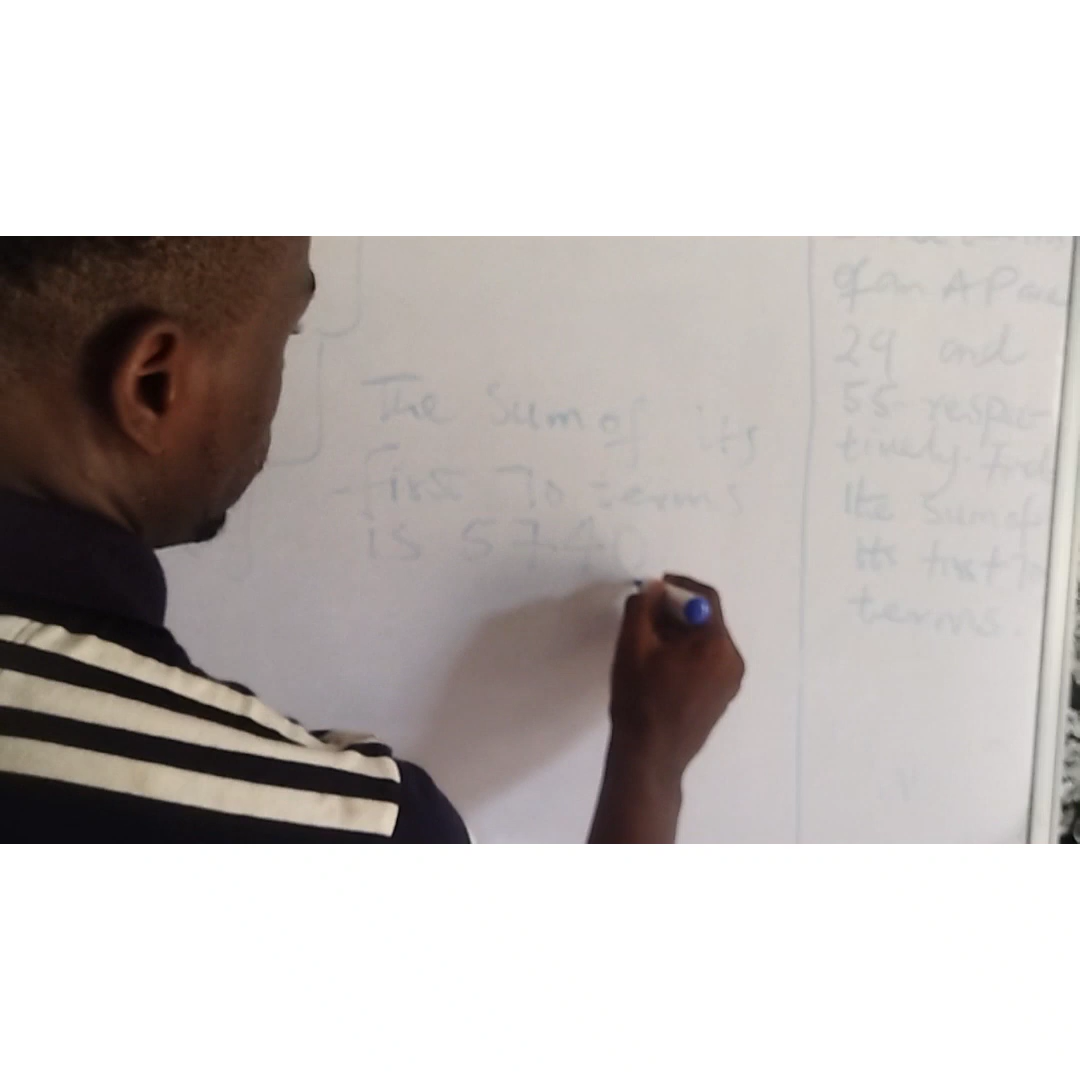 The Sum of its
first 70 terms
is 5740
of an AP are
29 and
55 respec-
tively. Find
the Sum of
its first 70
terms.